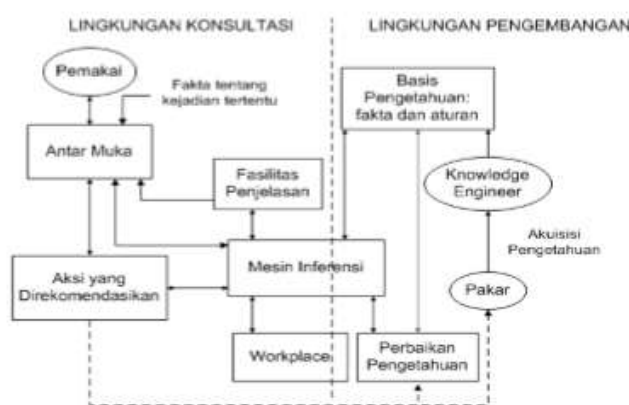 LINGKUNGAN KONSULTASI
LINGKUNGAN PENGEMBANGAN
Pemakai
Fakta tentang
kejadian tertentu
Basis
Pengetahuan:
fakta dan aturan
Antar Muka
Fasilitas
Penjelasan
Knowledge
Engineer
Akuisisi
Pengetahuan
Aksi yang
Direkomendasikan
Mesin Inferensi
Pakar
Workplace
Perbaikan
Pengetahuan